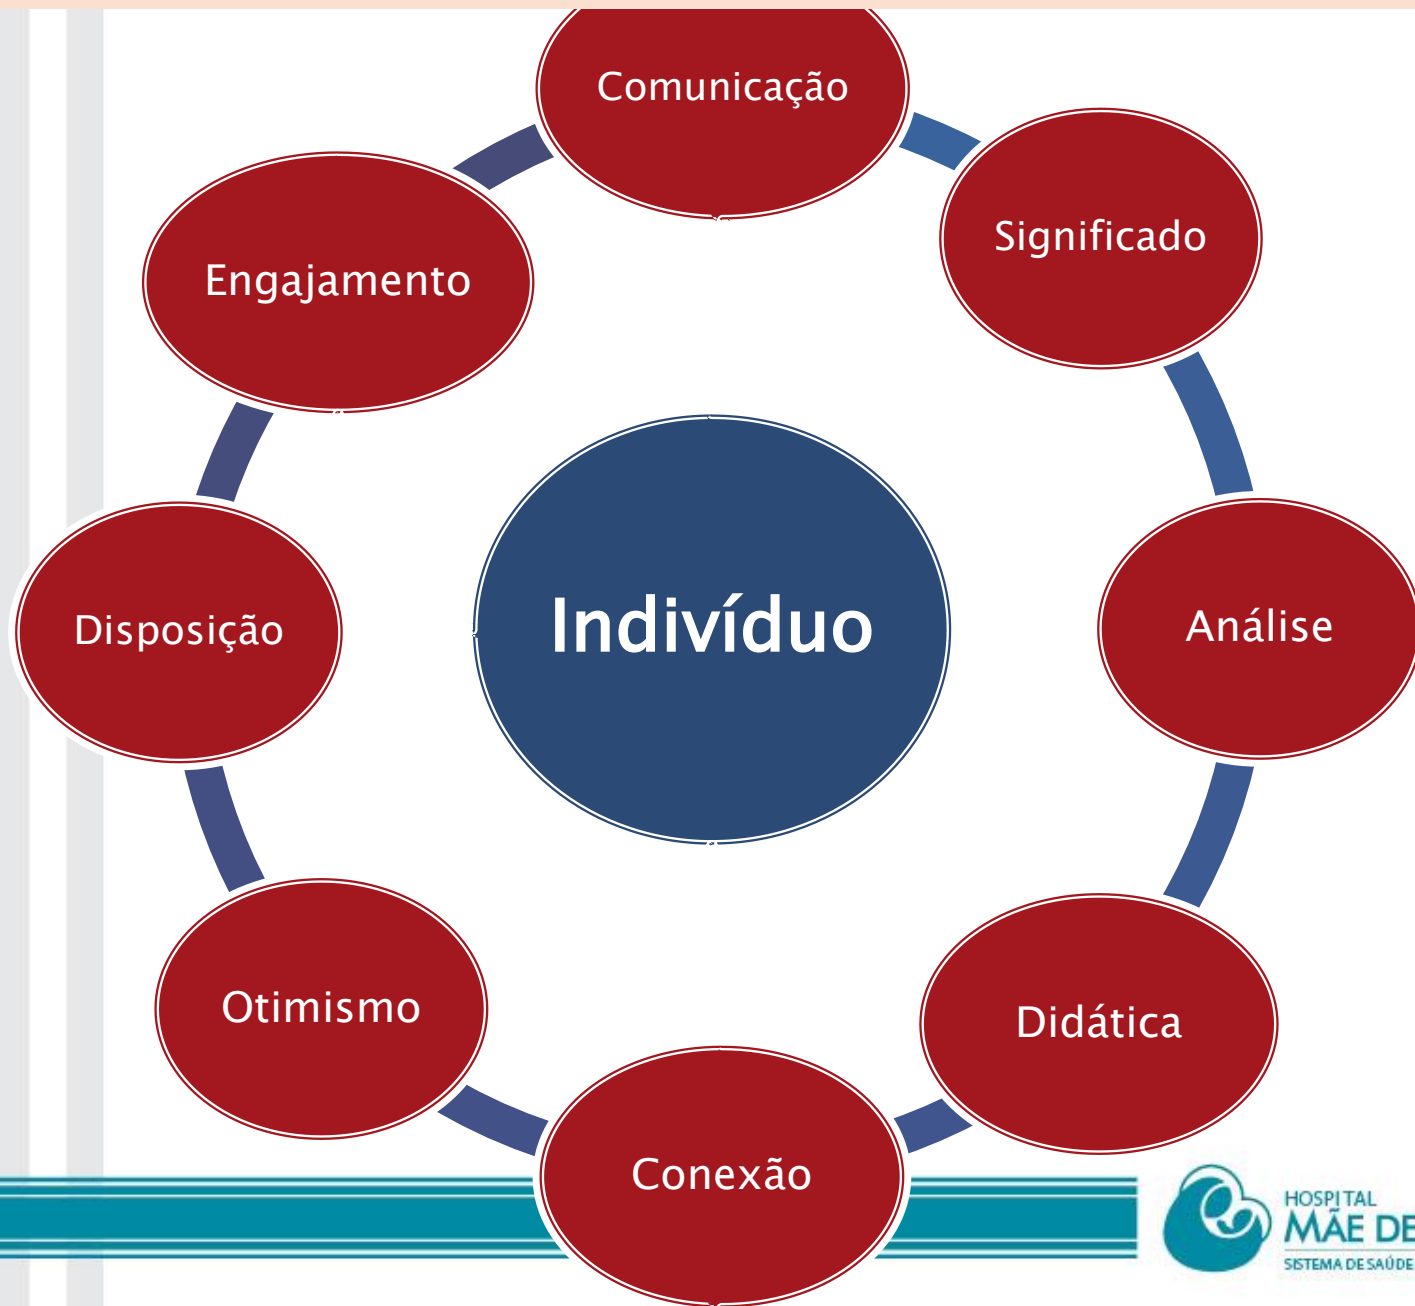 Comunicação
Significado
Engajamento
Indivíduo
Análise
Disposição
Otimismo
Didática
Conexão
HOSPITAL
MÃE DE
SISTEMA DE SAÚDE